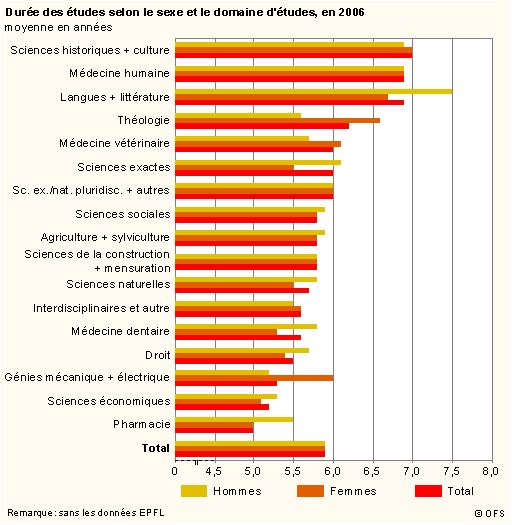 Durée des études selon le sexe et le domaine d'études, en 2006
moyenne en années
Sciences historiques + culture
Médecine humaine
Langues + littérature
Théologie
Médecine vétérinaire
Sciences exactes
Sc. ex./nat. pluridisc. + autres
Sciences sociales
Agriculture + sylviculture
Sciences de la construction
+ mensuration
Sciences naturelles
Interdisciplinaires et autre
Médecine dentaire
Droit
Génies mécanique + électrique
Sciences économiques
Pharmacie
Total
0 4,5 5,0 5,5 6,0 6,5 7,0 7,5 8,0
Hommes Femmes Total
Remarque: sans les données EPFL © OFS